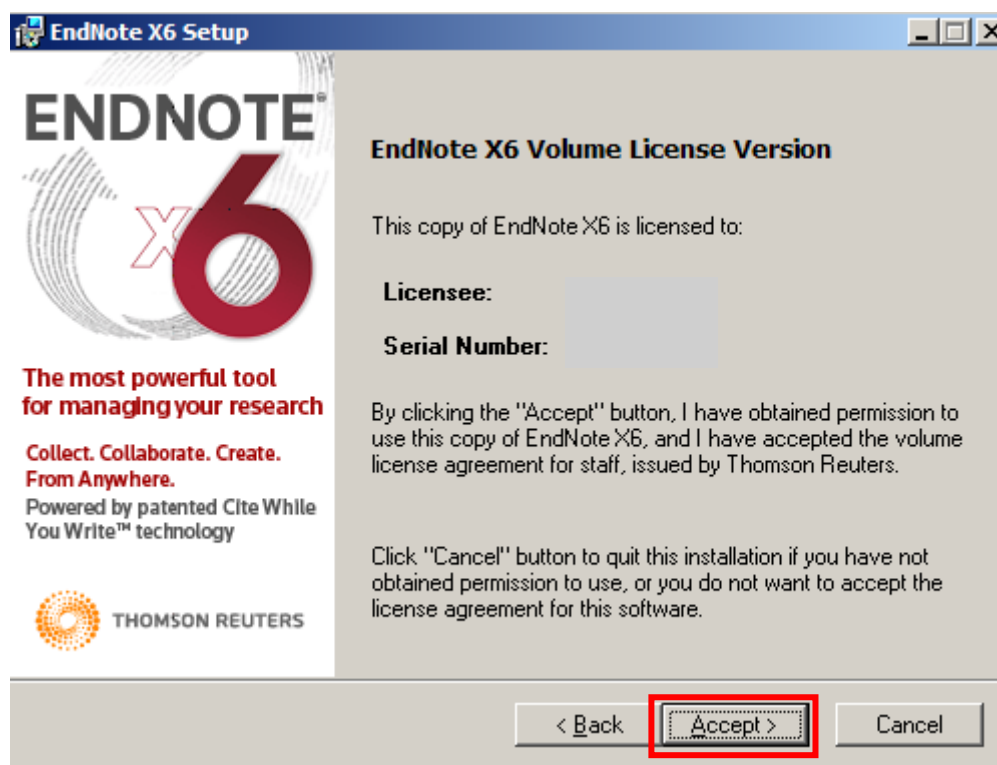 EndNote X6 Setup
ENDNOTE®
X6
The most powerful tool
for managing your research
Collect. Collaborate. Create.
From Anywhere.
Powered by patented Cite While
You Write™ technology
THOMSON REUTERS
EndNote X6 Volume License Version
This copy of EndNote X6 is licensed to:
Licensee:
Serial Number:
By clicking the "Accept" button, I have obtained permission to
use this copy of EndNote X6, and I have accepted the volume
license agreement for staff, issued by Thomson Reuters.
Click "Cancel" button to quit this installation if you have not
obtained permission to use, or you do not want to accept the
license agreement for this software.
< Back Accept > Cancel